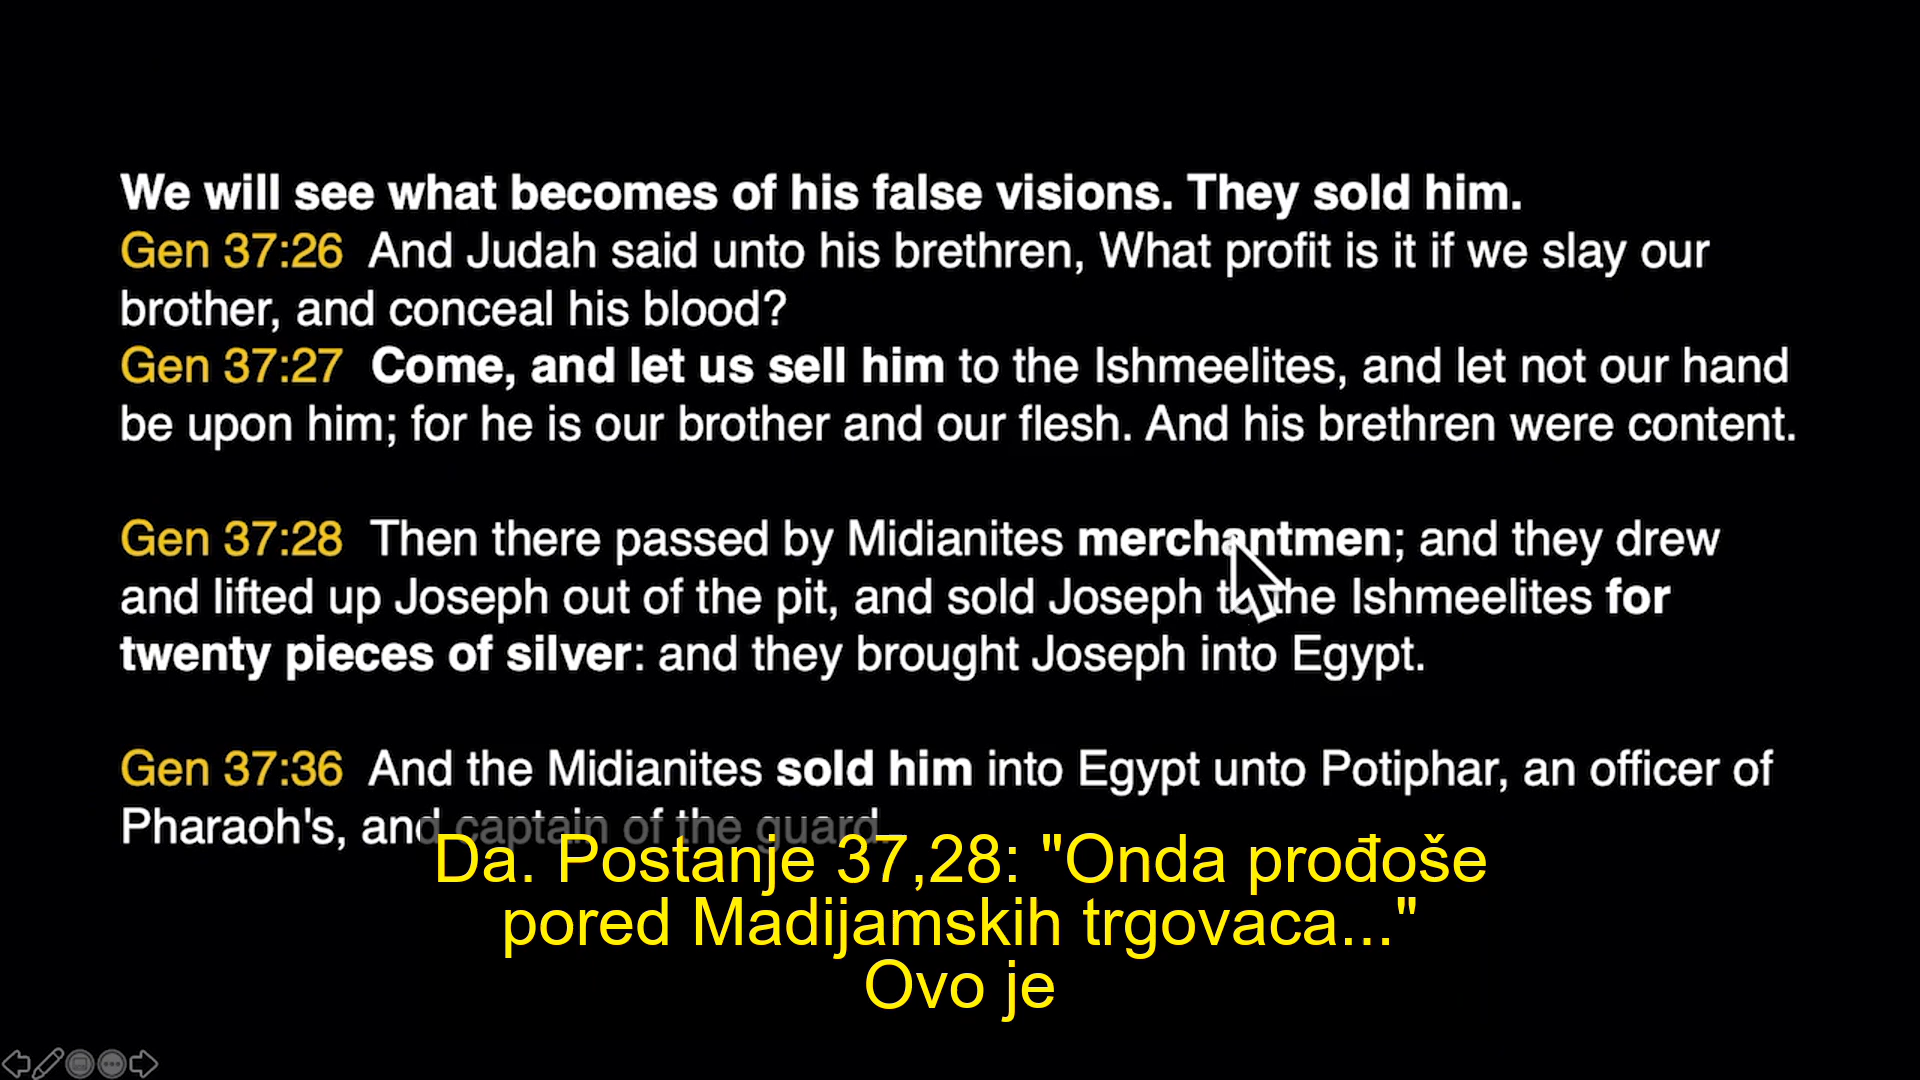 We will see what becomes of his false visions. They sold him.
Gen 37:26 And Judah said unto his brethren, What profit is it if we slay our
brother, and conceal his blood?
Gen 37:27 Come, and let us sell him to the Ishmeelites, and let not our hand
be upon him; for he is our brother and our flesh. And his brethren were content.
Gen 37:28 Then there passed by Midianites merchantmen; and they drew
and lifted up Joseph out of the pit, and sold Joseph to the Ishmeelites for
twenty pieces of silver: and they brought Joseph into Egypt.
Gen 37:36 And the Midianites sold him into Egypt unto Potiphar, an officer of
Pharaoh's, and captain of the guard.
Da. Postanje 37,28: "Onda prođoše
pored Madijamskih trgovaca..."
Ovo je